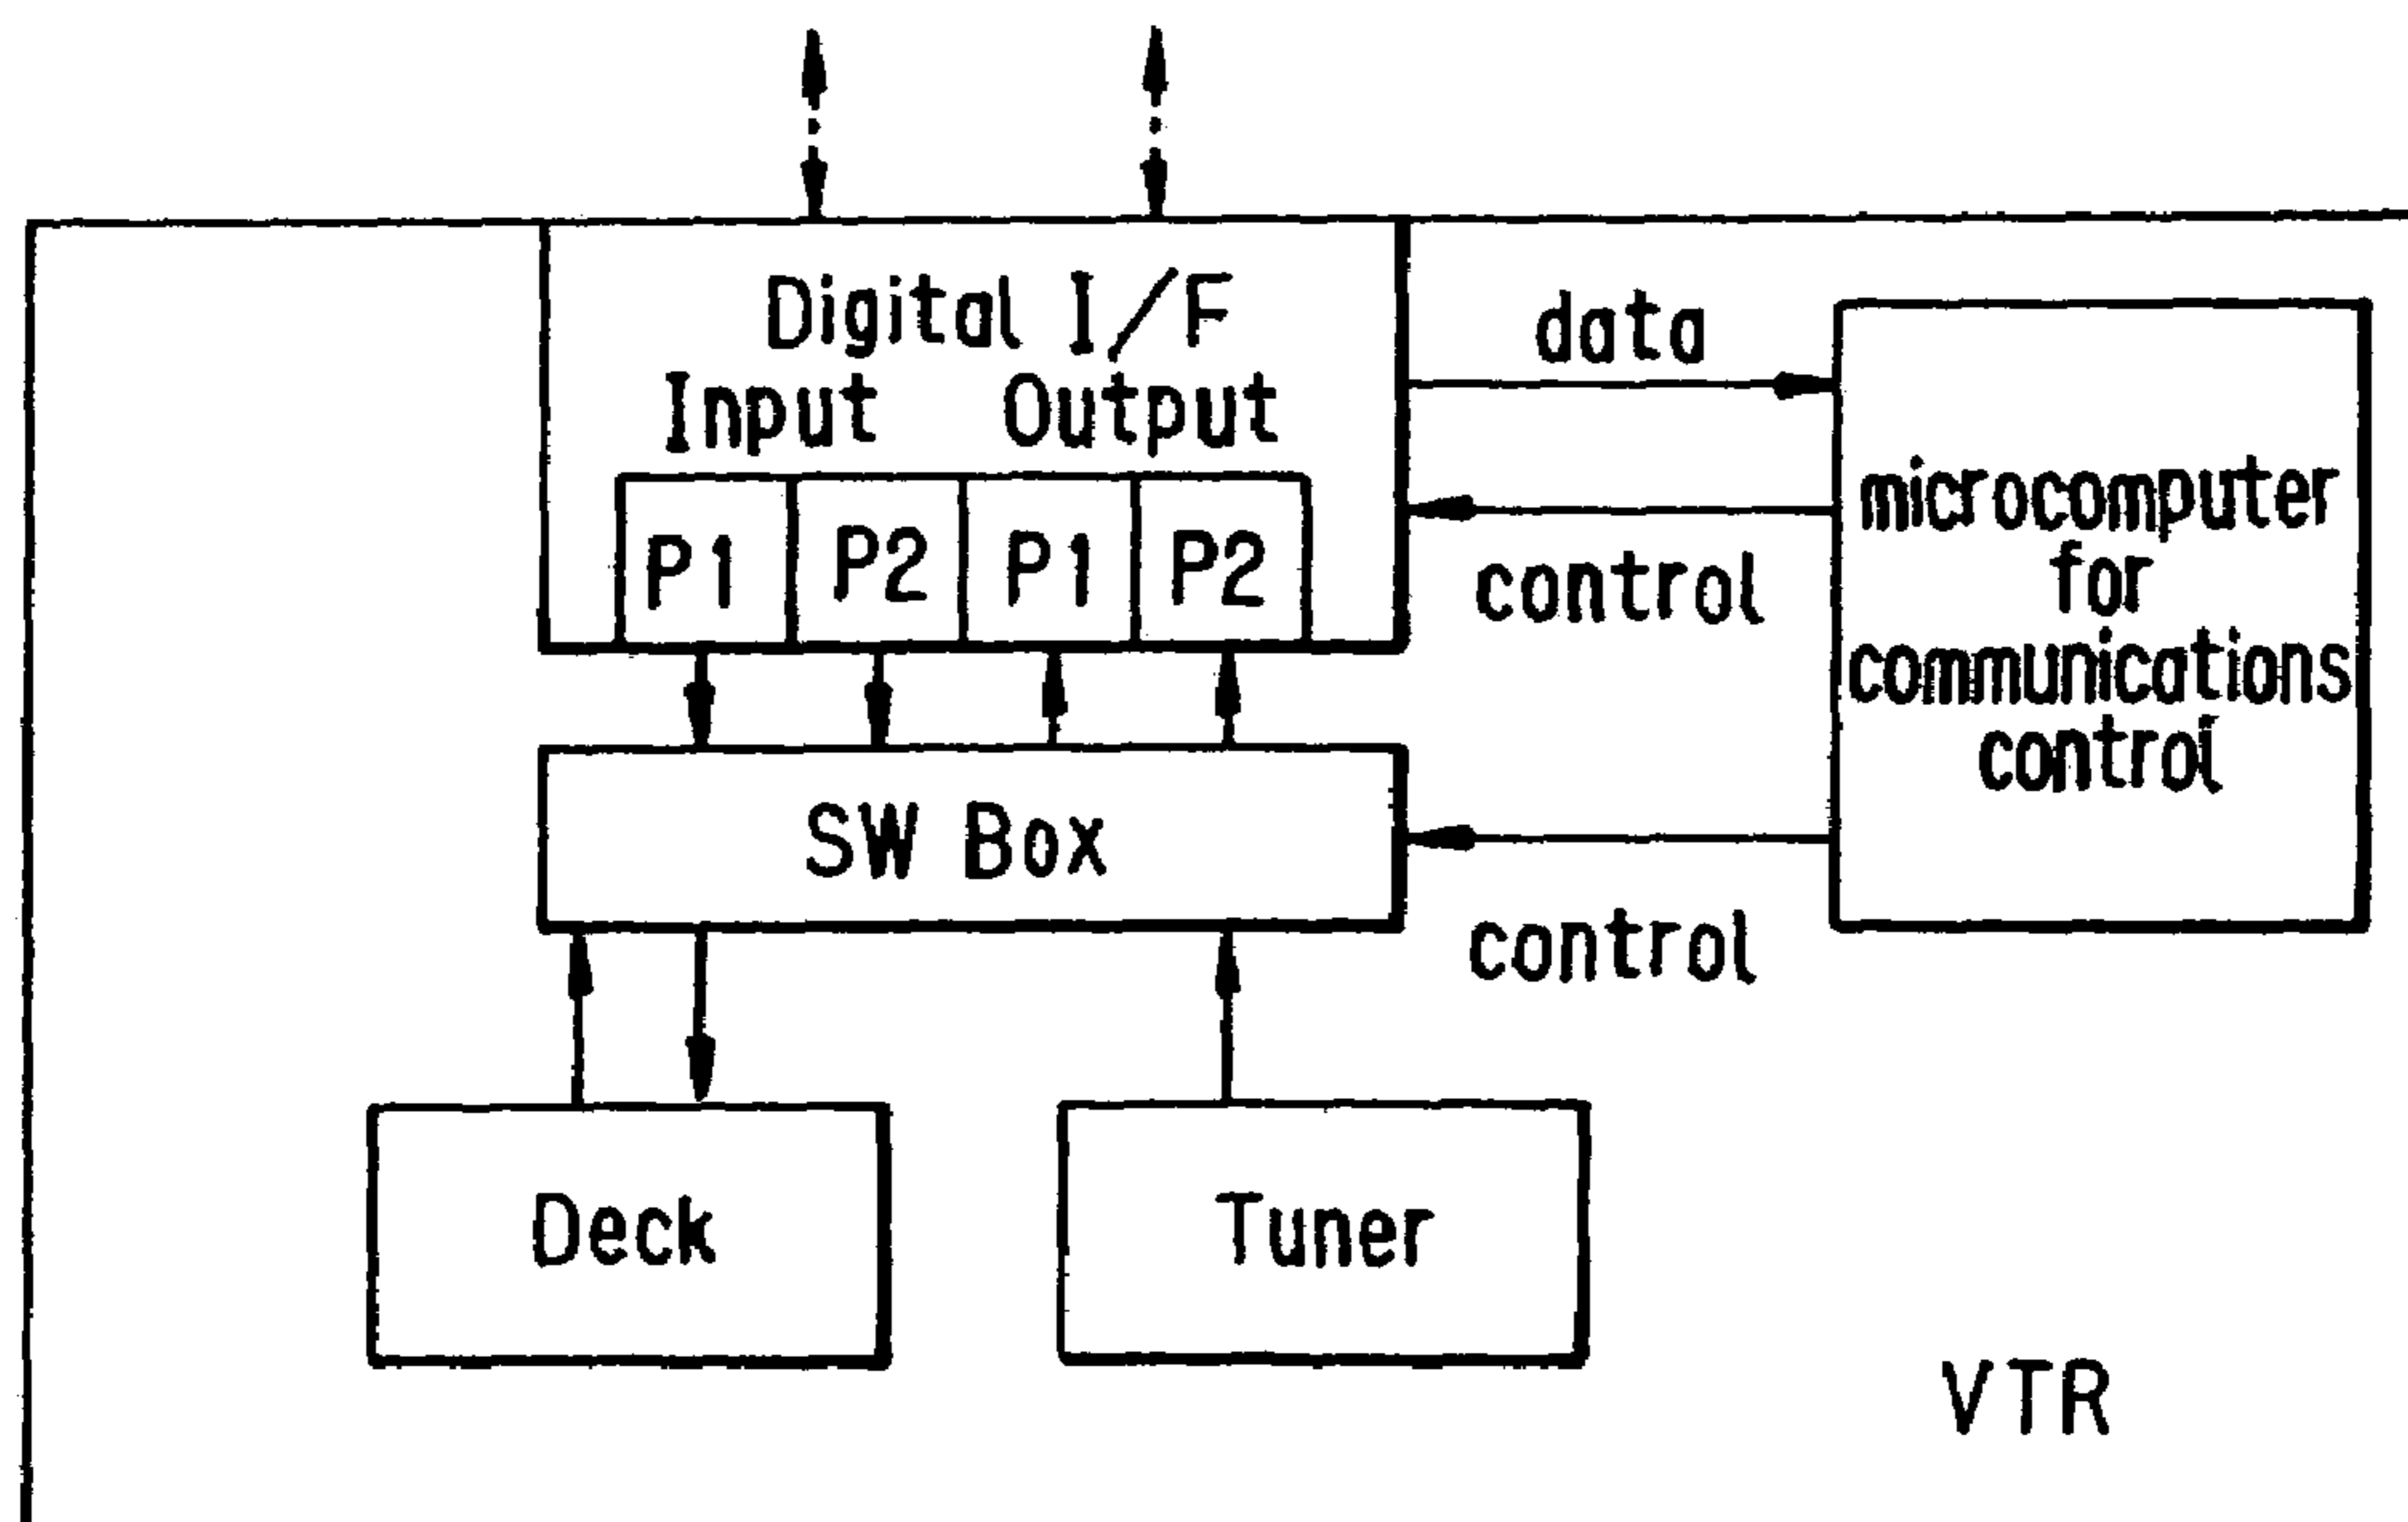 Digital I/F
Input Output
P1 P2 P1 P2
data
control
microcomputer
for
communications
control
SW Box
control
Deck
Tuner
VTR